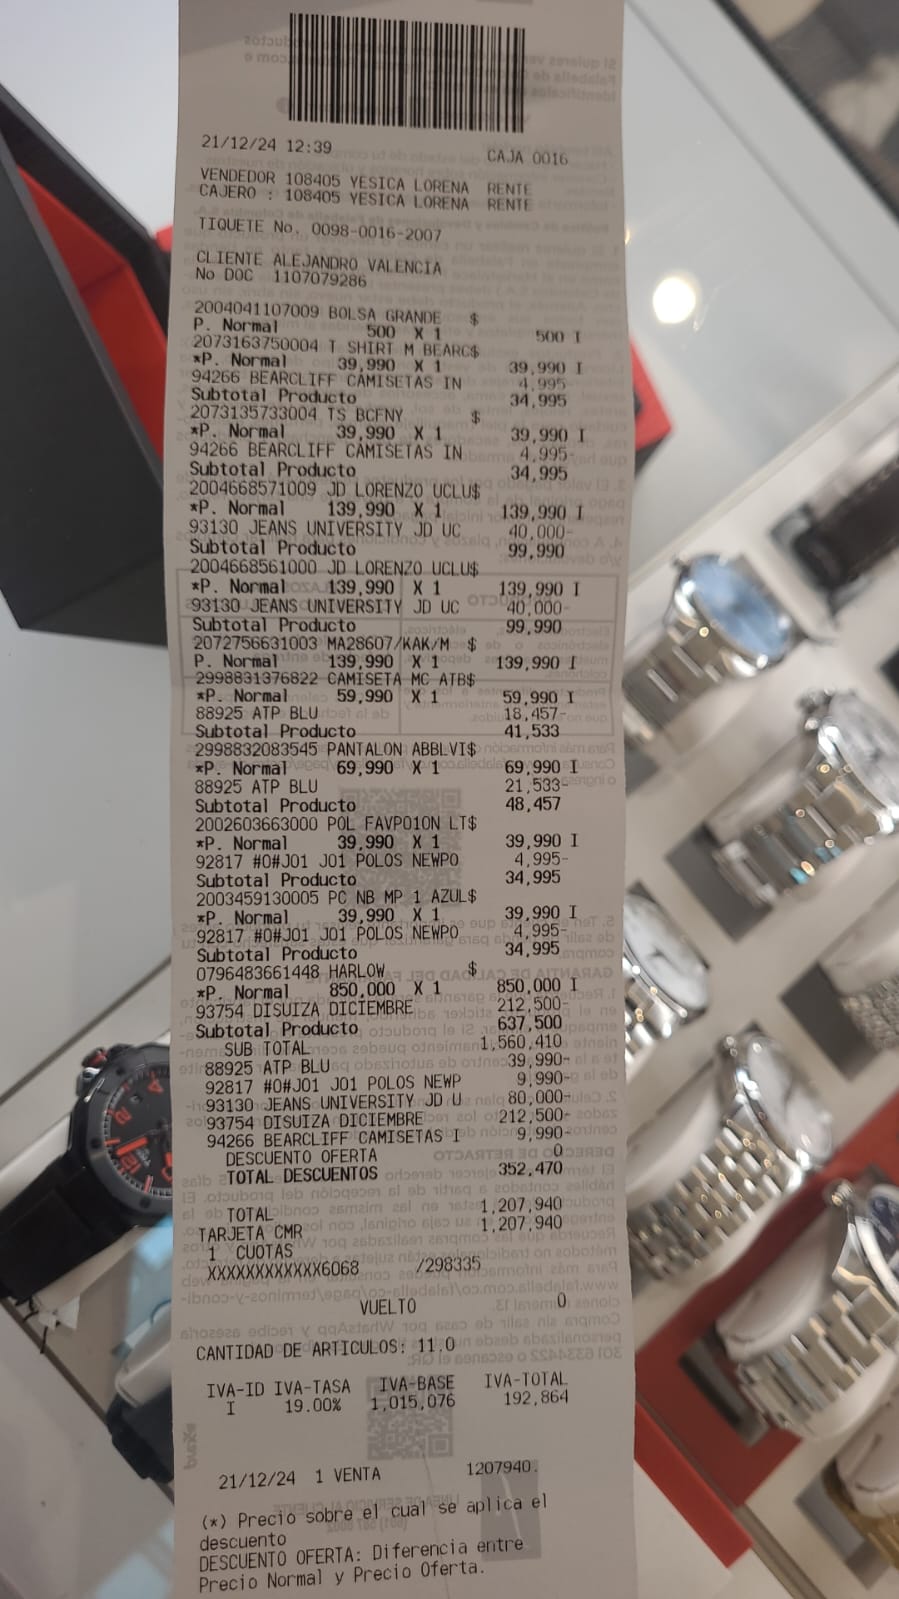 21/12/24 12:39 CAJA 0016
VENDEDOR 108405 YESICA LORENA RENTE
CAJERO : 108405 YESICA LORENA RENTE
TIQUETE No. 0098-0016-2007
CLIENTE ALEJANDRO VALENCIA
No DOC 1107079286
2004041107009 BOLSA GRANDE $
P. Normal 500 X 1 500 I
2073163750004 T SHIRT M BEARC$
*P. Normal 39,990 X 1 39,990 I
94266 BEARCLIFF CAMISETAS IN 4,995-
Subtotal Producto 34,995
2073135733004 TS BCFNY $
*P. Normal 39,990 X 1 39,990 I
94266 BEARCLIFF CAMISETAS IN 4,995-
Subtotal Producto 34,995
2004668571009 JD LORENZO UCLU$
*P. Normal 139,990 X 1 139,990 I
93130 JEANS UNIVERSITY JD UC 40,000-
Subtotal Producto 99,990
2004668561000 JD LORENZO UCLU$
*P. Normal 139,990 X 1 139,990 I
93130 JEANS UNIVERSITY JD UC 40,000-
Subtotal Producto 99,990
2072756631003 MA28607/KAK/M $
P. Normal 139,990 X 1 139,990 I
2998831376822 CAMISETA MC ATB$
*P. Normal 59,990 X 1 59,990 I
88925 ATP BLU 18,457-
Subtotal Producto 41,533
2998832083545 PANTALON ABBLVI$
*P. Normal 69,990 X 1 69,990 I
88925 ATP BLU 21,533-
Subtotal Producto 48,457
2002603663000 POL FAVPO1ON LT$
*P. Normal 39,990 X 1 39,990 I
92817 #0#J01 J01 POLOS NEWPO 4,995-
Subtotal Producto 34,995
2003459130005 PC NB MP 1 AZUL$
*P. Normal 39,990 X 1 39,990 I
92817 #0#J01 J01 POLOS NEWPO 4,995-
Subtotal Producto 34,995
0796483661448 HARLOW $
*P. Normal 850,000 X 1 850,000 I
93754 DISUIZA DICIEMBRE 212,500-
Subtotal Producto 637,500
SUB TOTAL 1,560,410
88925 ATP BLU 39,990-
92817 #0#J01 J01 POLOS NEWP 9,990-
93130 JEANS UNIVERSITY JD U 80,000-
93754 DISUIZA DICIEMBRE 212,500-
94266 BEARCLIFF CAMISETAS I 9,990-
DESCUENTO OFERTA 0
TOTAL DESCUENTOS 352,470
TOTAL 1,207,940
TARJETA CMR 1,207,940
1 CUOTAS
XXXXXXXXXXXX6068 /298335
VUELTO 0
CANTIDAD DE ARTICULOS: 11.0
IVA-ID IVA-TASA IVA-BASE IVA-TOTAL
I 19.00% 1,015,076 192,864
21/12/24 1 VENTA 1207940.
(*) Precio sobre el cual se aplica el
descuento
DESCUENTO OFERTA: Diferencia entre
Precio Normal y Precio Oferta.